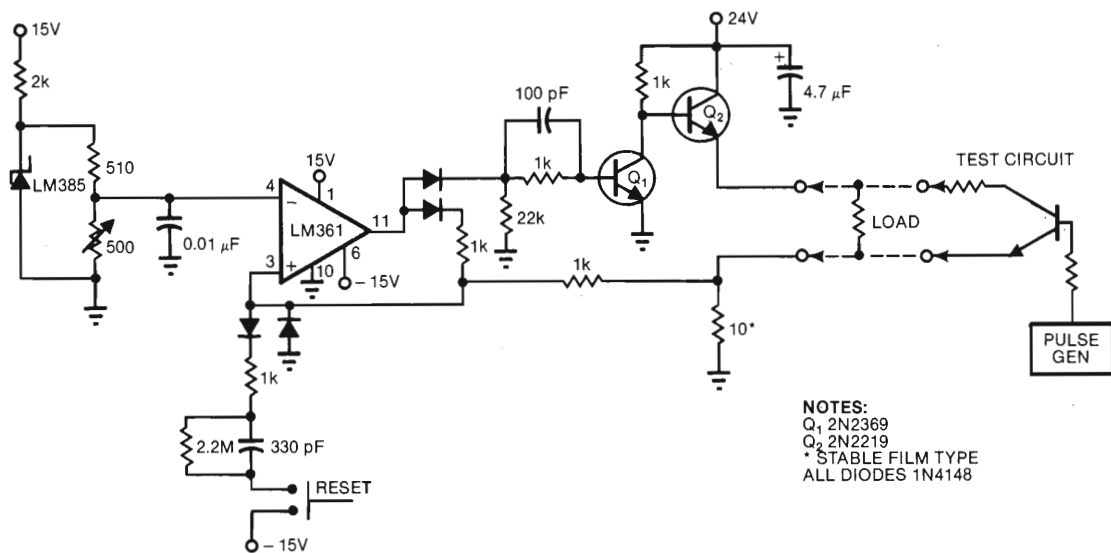 15V
2k
LM385
510
500
0.01 μF
4
−
15V
1
LM361
11
6
3
+
10
− 15V
1k
1k
2.2M
330 pF
RESET
− 15V
100 pF
1k
22k
Q1
1k
24V
Q2
+
4.7 μF
1k
10*
LOAD
TEST CIRCUIT
PULSE
GEN
NOTES:
Q1 2N2369
Q2 2N2219
* STABLE FILM TYPE
ALL DIODES 1N4148